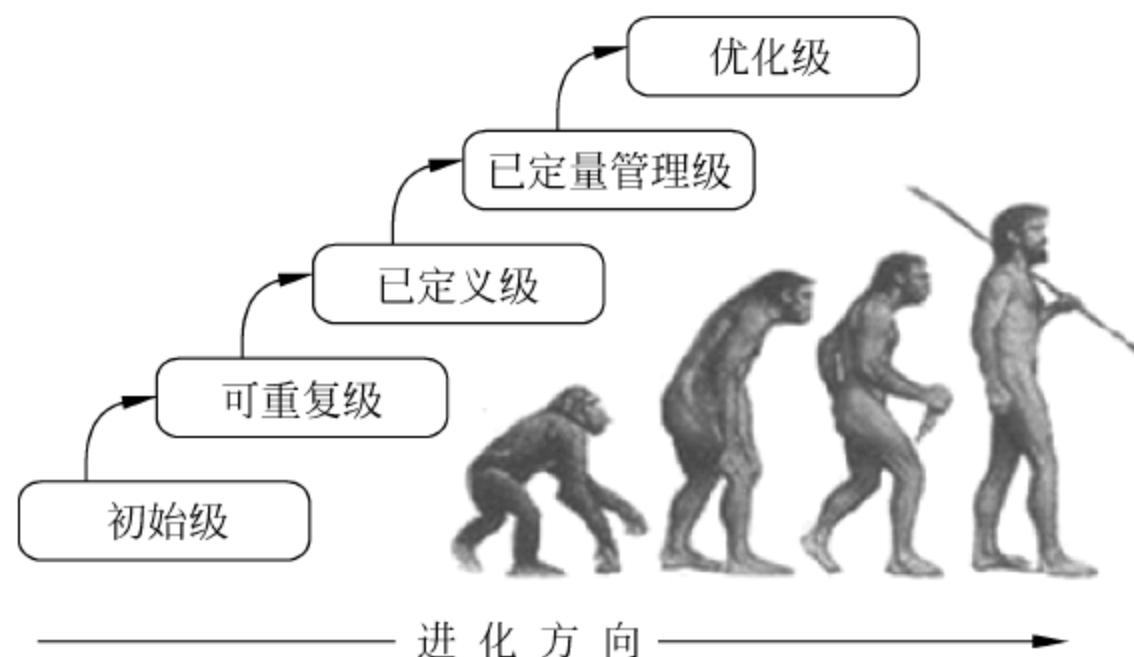 优化级
已定量管理级
已定义级
可重复级
初始级
进化方向